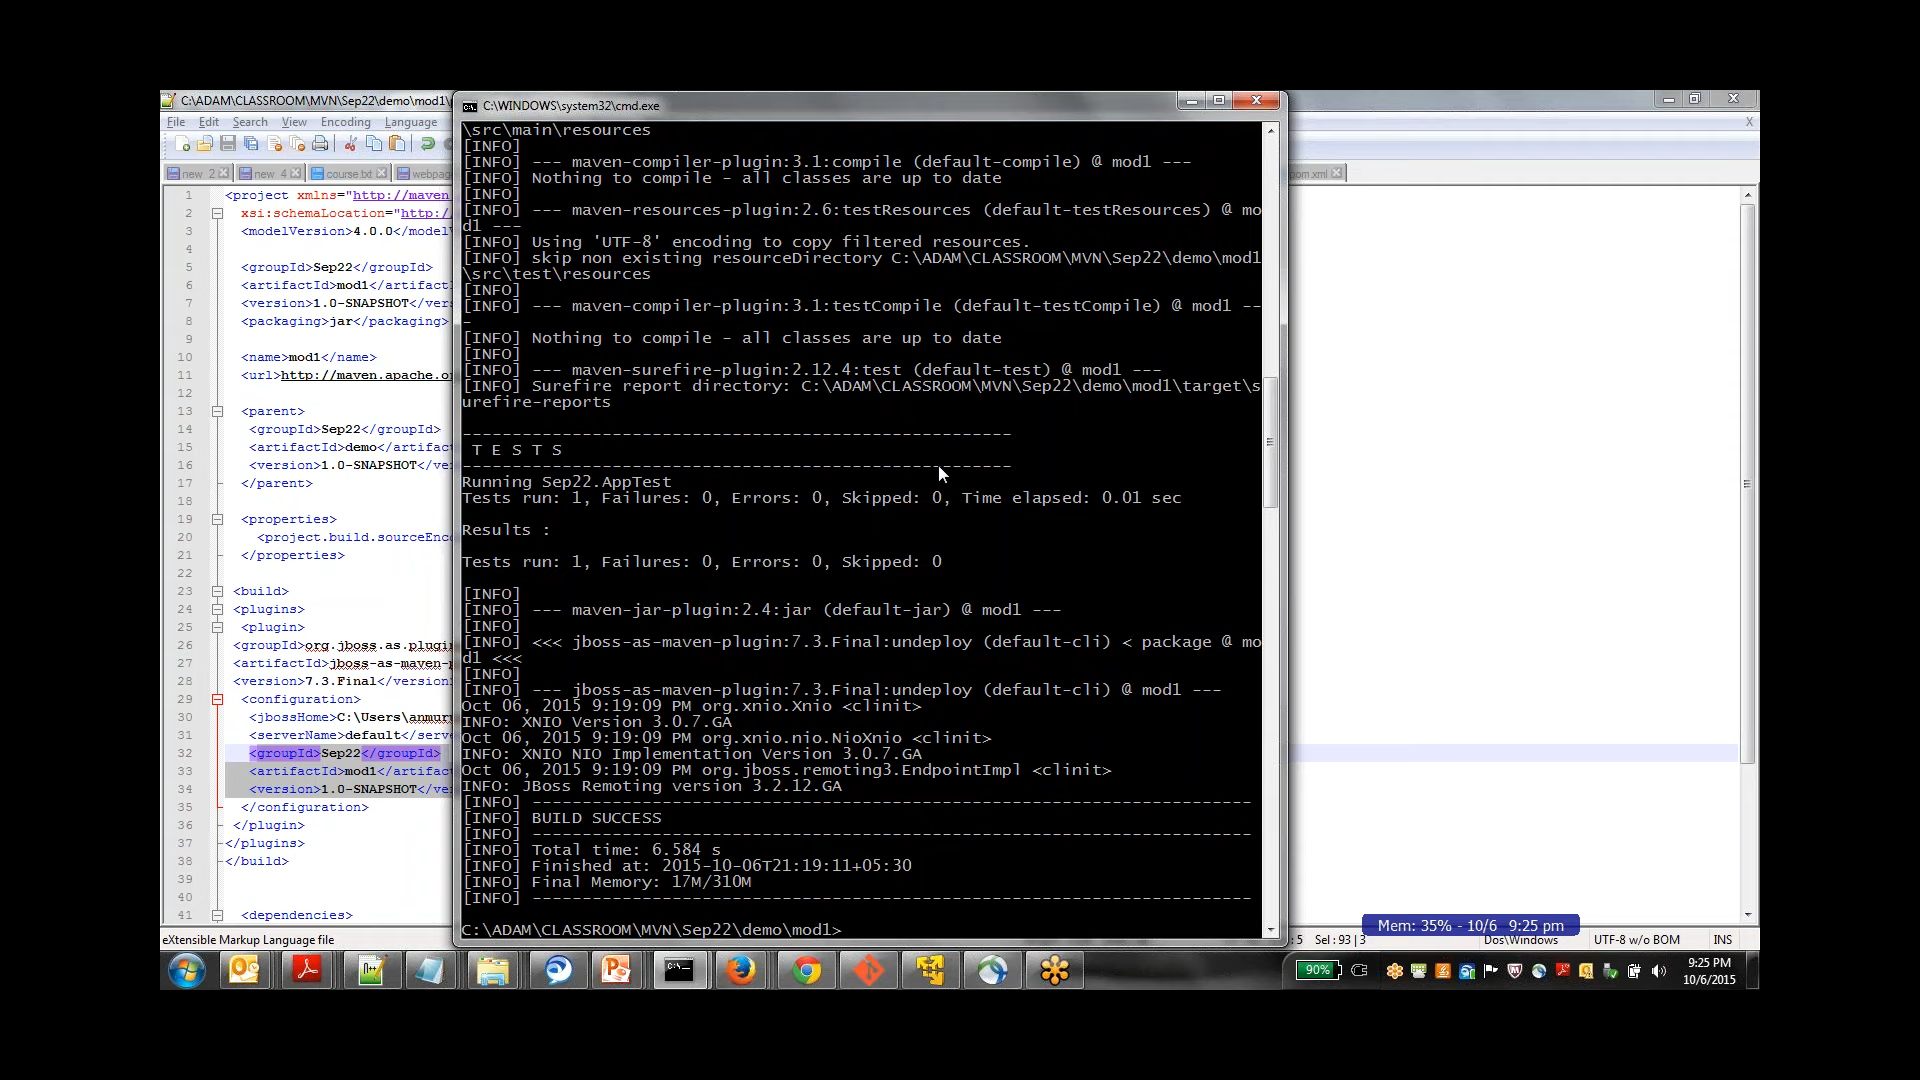 C:\ADAM\CLASSROOM\MVN\Sep22\demo\mod1\
File Edit Search View Encoding Language
new 2 new 4 course.txt webpag
pom.xml
1 <project xmlns="http://maven
2 xsi:schemaLocation="http:/
3 <modelVersion>4.0.0</model
4
5 <groupId>Sep22</groupId>
6 <artifactId>mod1</artifact
7 <version>1.0-SNAPSHOT</ver
8 <packaging>jar</packaging>
9
10 <name>mod1</name>
11 <url>http://maven.apache.o
12
13 <parent>
14 <groupId>Sep22</groupId>
15 <artifactId>demo</artifac
16 <version>1.0-SNAPSHOT</ve
17 </parent>
18
19 <properties>
20 <project.build.sourceEnc
21 </properties>
22
23 <build>
24 <plugins>
25 <plugin>
26 <groupId>org.jboss.as.plugin
27 <artifactId>jboss-as-maven-
28 <version>7.3.Final</version
29 <configuration>
30 <jbossHome>C:\Users\anmuru
31 <serverName>default</serve
32 <groupId>Sep22</groupId>
33 <artifactId>mod1</artifac
34 <version>1.0-SNAPSHOT</ve
35 </configuration>
36 </plugin>
37 </plugins>
38 </build>
39
40
41 <dependencies>
C:\WINDOWS\system32\cmd.exe
\src\main\resources
[INFO]
[INFO] --- maven-compiler-plugin:3.1:compile (default-compile) @ mod1 ---
[INFO] Nothing to compile - all classes are up to date
[INFO]
[INFO] --- maven-resources-plugin:2.6:testResources (default-testResources) @ mo
d1 ---
[INFO] Using 'UTF-8' encoding to copy filtered resources.
[INFO] skip non existing resourceDirectory C:\ADAM\CLASSROOM\MVN\Sep22\demo\mod1
\src\test\resources
[INFO]
[INFO] --- maven-compiler-plugin:3.1:testCompile (default-testCompile) @ mod1 --
-
[INFO] Nothing to compile - all classes are up to date
[INFO]
[INFO] --- maven-surefire-plugin:2.12.4:test (default-test) @ mod1 ---
[INFO] Surefire report directory: C:\ADAM\CLASSROOM\MVN\Sep22\demo\mod1\target\s
urefire-reports

-------------------------------------------------------
T E S T S
-------------------------------------------------------
Running Sep22.AppTest
Tests run: 1, Failures: 0, Errors: 0, Skipped: 0, Time elapsed: 0.01 sec

Results :

Tests run: 1, Failures: 0, Errors: 0, Skipped: 0

[INFO]
[INFO] --- maven-jar-plugin:2.4:jar (default-jar) @ mod1 ---
[INFO]
[INFO] <<< jboss-as-maven-plugin:7.3.Final:undeploy (default-cli) < package @ mo
d1 <<<
[INFO]
[INFO] --- jboss-as-maven-plugin:7.3.Final:undeploy (default-cli) @ mod1 ---
Oct 06, 2015 9:19:09 PM org.xnio.Xnio <clinit>
INFO: XNIO Version 3.0.7.GA
Oct 06, 2015 9:19:09 PM org.xnio.nio.NioXnio <clinit>
INFO: XNIO NIO Implementation Version 3.0.7.GA
Oct 06, 2015 9:19:09 PM org.jboss.remoting3.EndpointImpl <clinit>
INFO: JBoss Remoting version 3.2.12.GA
[INFO] ------------------------------------------------------------------------
[INFO] BUILD SUCCESS
[INFO] ------------------------------------------------------------------------
[INFO] Total time: 6.584 s
[INFO] Finished at: 2015-10-06T21:19:11+05:30
[INFO] Final Memory: 17M/310M
[INFO] ------------------------------------------------------------------------

C:\ADAM\CLASSROOM\MVN\Sep22\demo\mod1>
Mem: 35% - 10/6 9:25 pm
eXtensible Markup Language file : 5 Sel : 93 | 3 Dos\Windows UTF-8 w/o BOM INS
90%
9:25 PM
10/6/2015